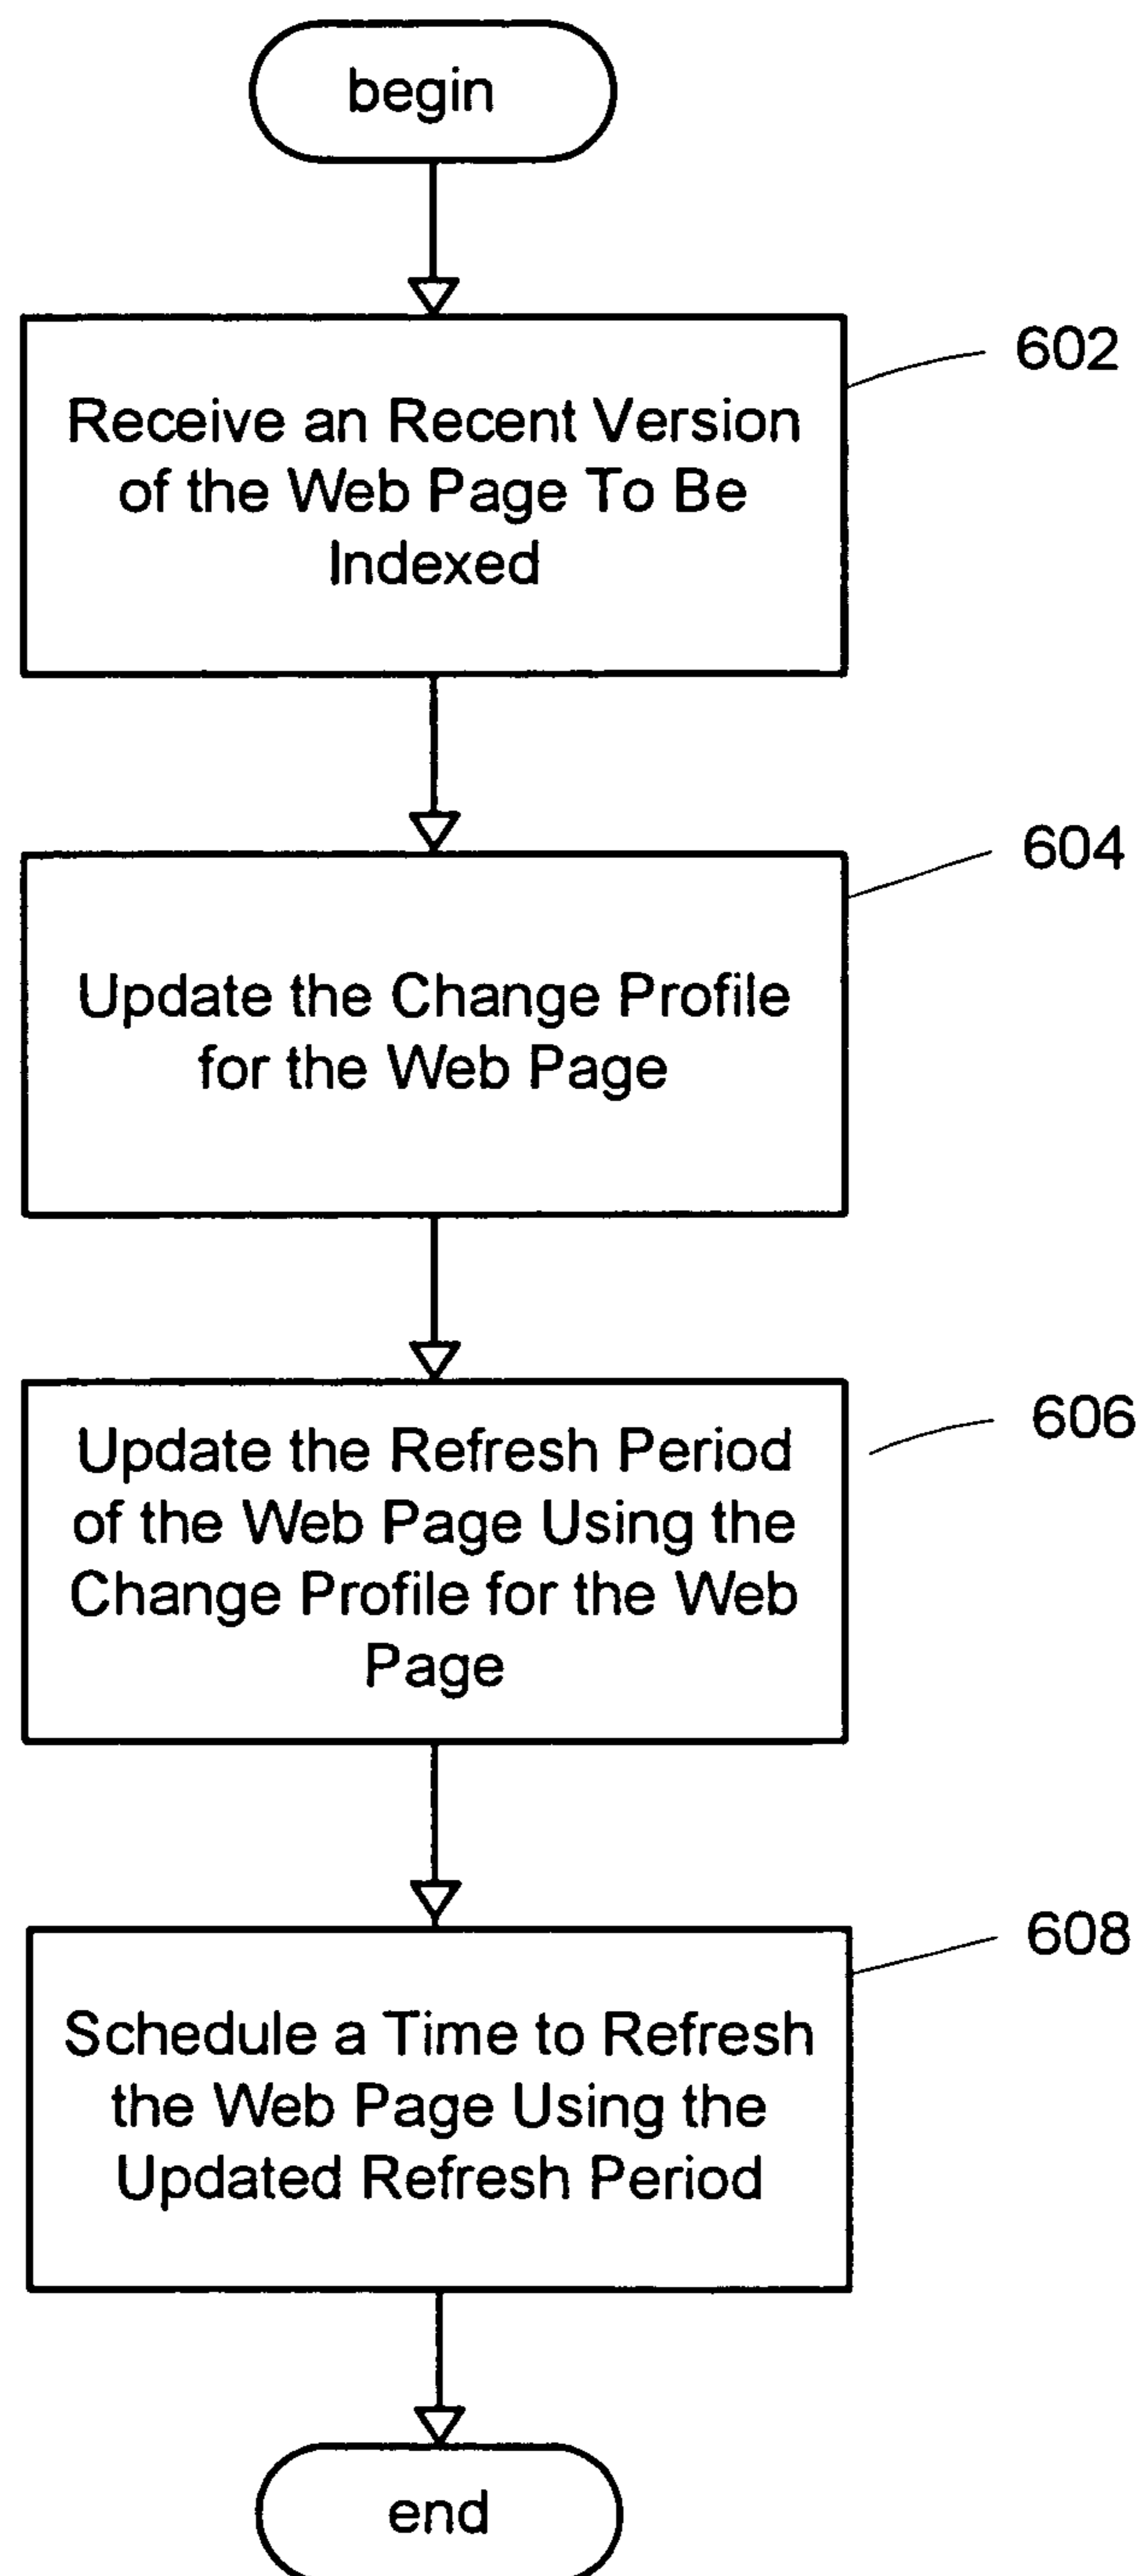 begin
602
Receive an Recent Version
of the Web Page To Be
Indexed
604
Update the Change Profile
for the Web Page
606
Update the Refresh Period
of the Web Page Using the
Change Profile for the Web
Page
608
Schedule a Time to Refresh
the Web Page Using the
Updated Refresh Period
end